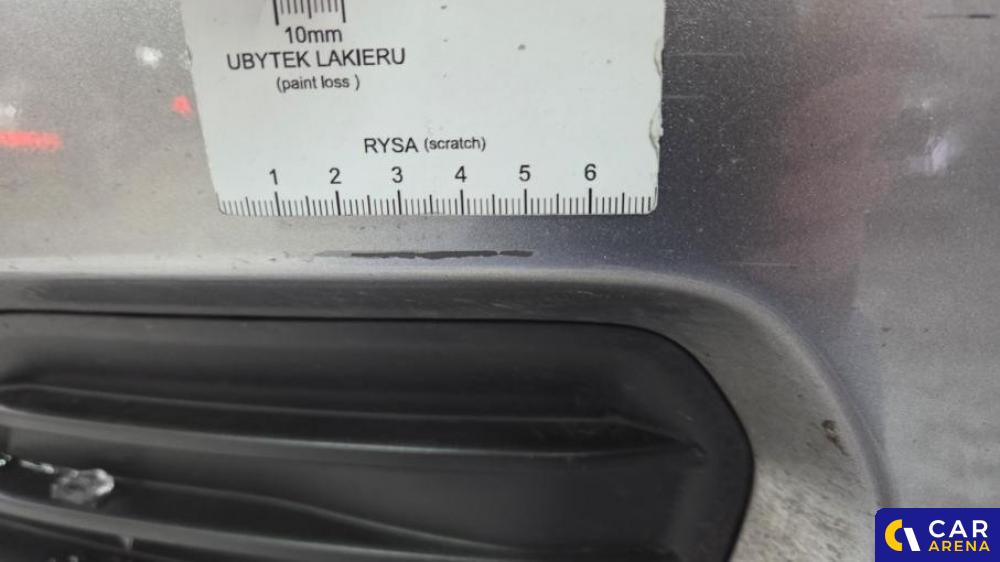 10mm
UBYTEK LAKIERU
(paint loss )
RYSA (scratch)
1 2 3 4 5 6
CAR
ARENA